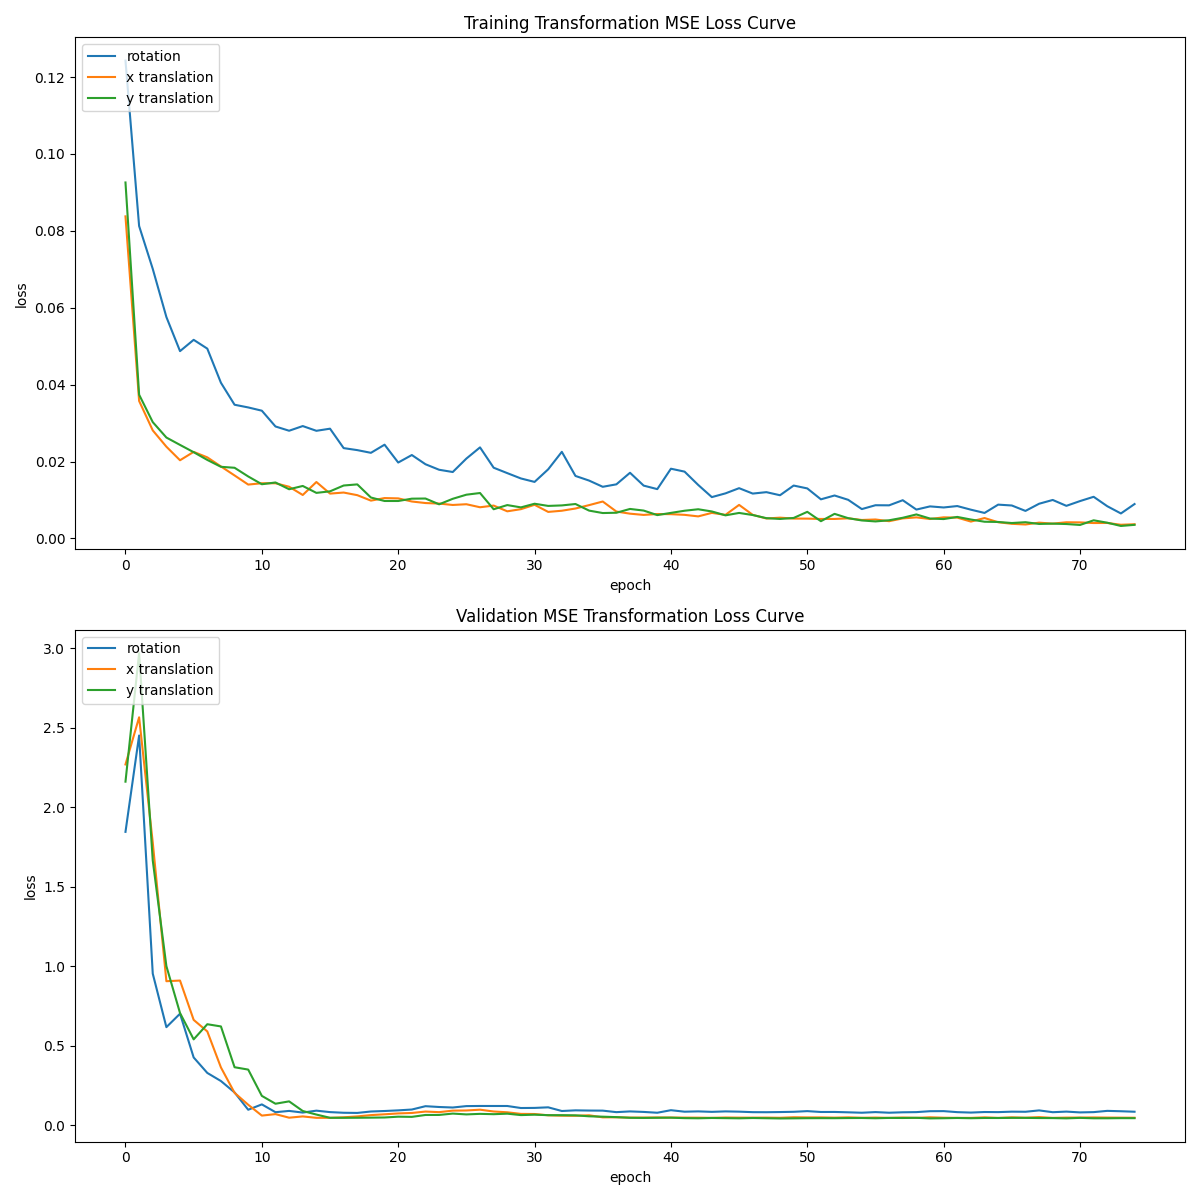 Training Transformation MSE Loss Curve
rotation
x translation
y translation
0.12
0.10
0.08
0.06
0.04
0.02
0.00
loss
0 10 20 30 40 50 60 70
epoch
Validation MSE Transformation Loss Curve
rotation
x translation
y translation
3.0
2.5
2.0
1.5
1.0
0.5
0.0
loss
0 10 20 30 40 50 60 70
epoch